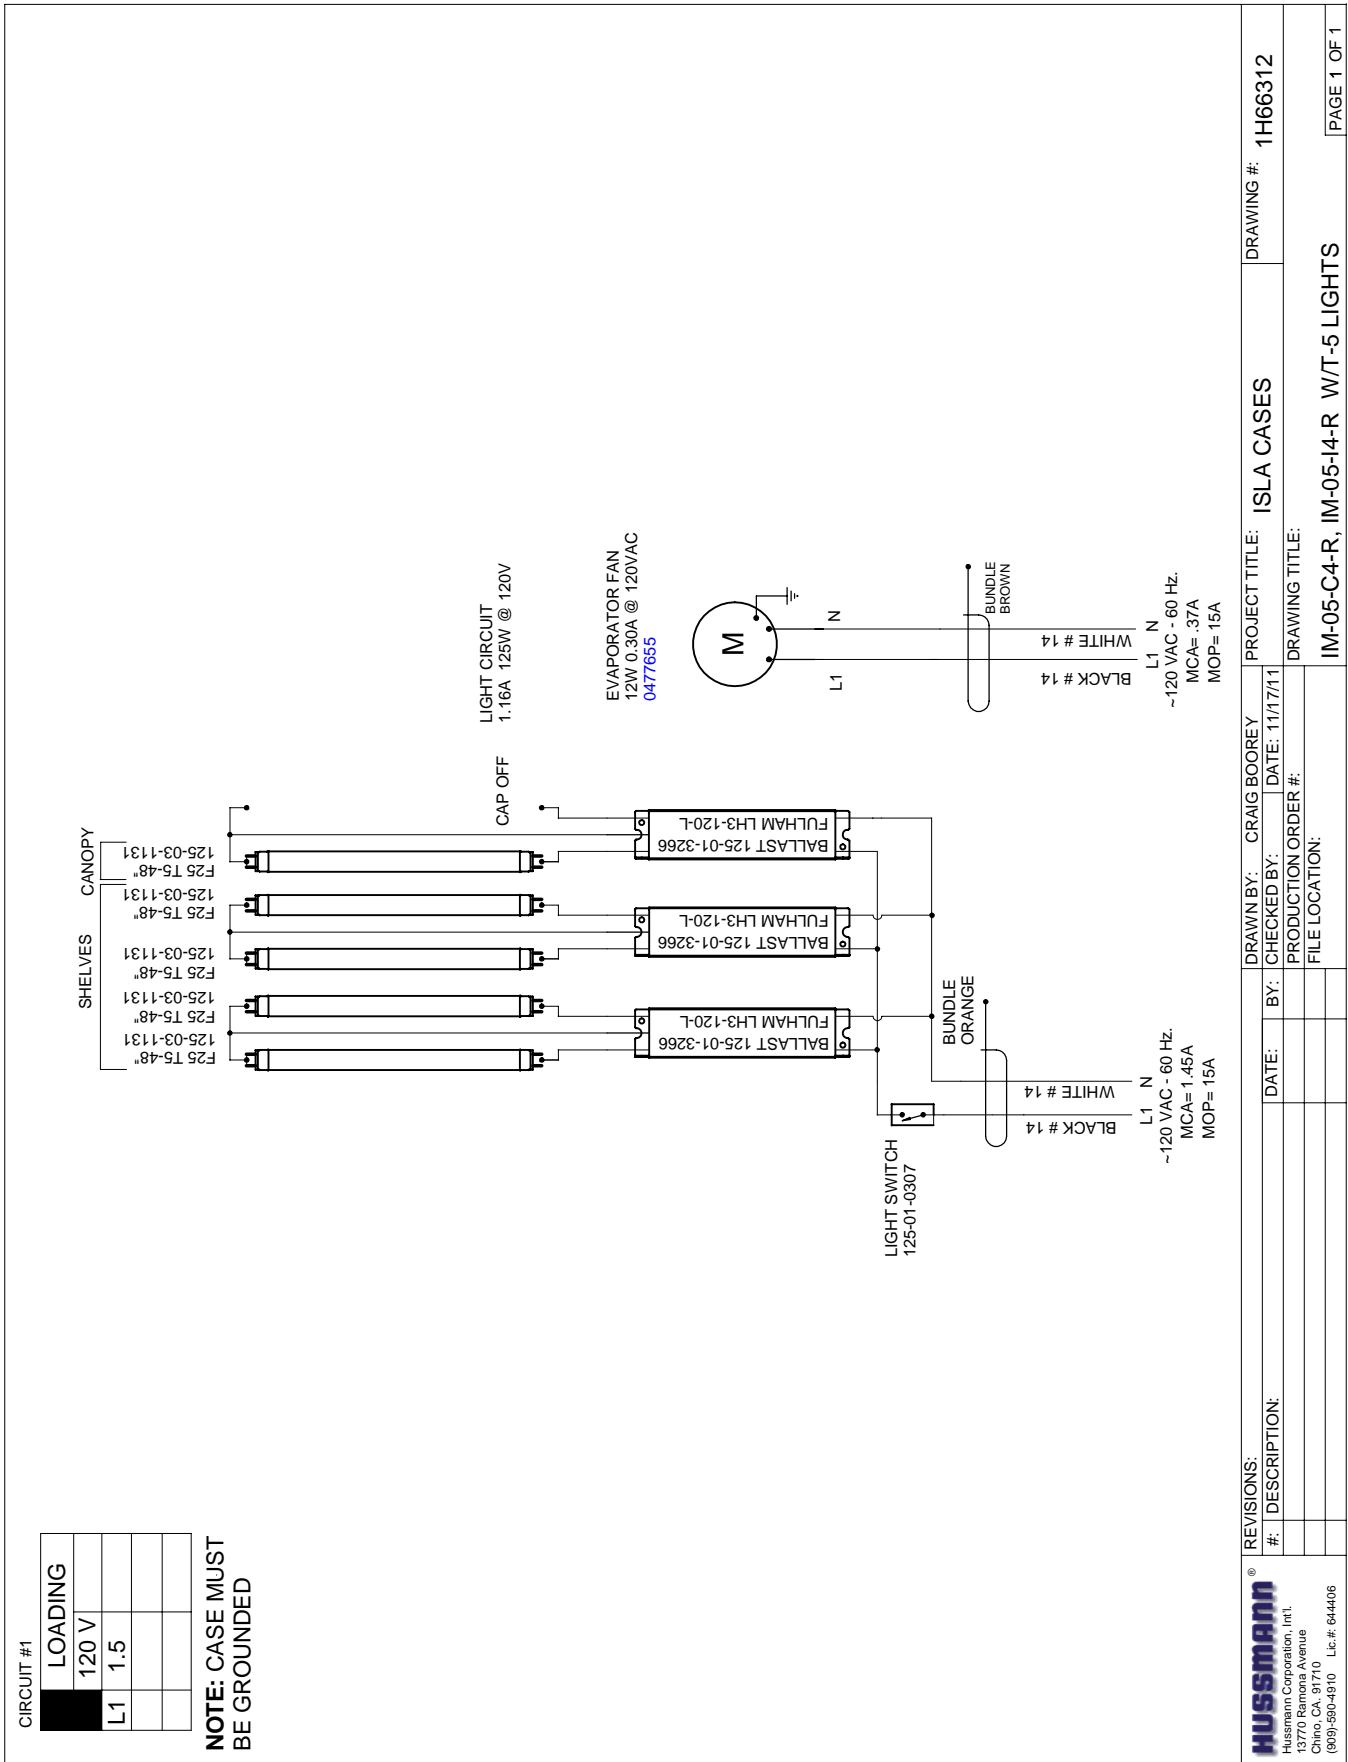 CIRCUIT #1
LOADING
120 V
L1 1.5
NOTE: CASE MUST
BE GROUNDED
SHELVES
CANOPY
F25 T5-48"
125-03-1131
F25 T5-48"
125-03-1131
F25 T5-48"
125-03-1131
F25 T5-48"
125-03-1131
F25 T5-48"
125-03-1131
CAP OFF
LIGHT CIRCUIT
1.16A 125W @ 120V
BALLAST 125-01-3266
FULHAM LH3-120-L
BALLAST 125-01-3266
FULHAM LH3-120-L
BALLAST 125-01-3266
FULHAM LH3-120-L
EVAPORATOR FAN
12W 0.30A @ 120VAC
0477655
M
L1
N
LIGHT SWITCH
125-01-0307
BUNDLE
ORANGE
BLACK # 14
WHITE # 14
L1 N
~120 VAC - 60 Hz.
MCA= 1.45A
MOP= 15A
BUNDLE
BROWN
BLACK # 14
WHITE # 14
L1 N
~120 VAC - 60 Hz.
MCA= .37A
MOP= 15A
HUSSMANN ®
Hussmann Corporation, Int'l.
13770 Ramona Avenue
Chino, CA. 91710
(909)-590-4910 Lic.#: 644406
REVISIONS:
#: DESCRIPTION: DATE: BY:
DRAWN BY: CRAIG BOOREY
CHECKED BY: DATE: 11/17/11
PRODUCTION ORDER #:
FILE LOCATION:
PROJECT TITLE: ISLA CASES
DRAWING #: 1H66312
DRAWING TITLE:
IM-05-C4-R, IM-05-I4-R W/T-5 LIGHTS
PAGE 1 OF 1